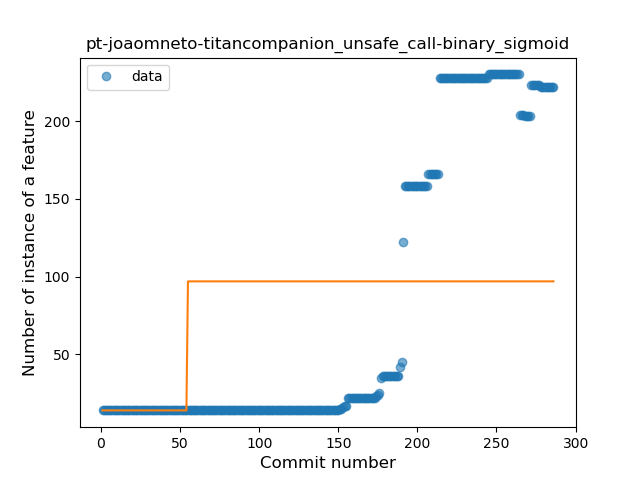 pt-joaomneto-titancompanion_unsafe_call-binary_sigmoid
data
Number of instance of a feature
200
150
100
50
0
50
100
150
200
250
300
Commit number